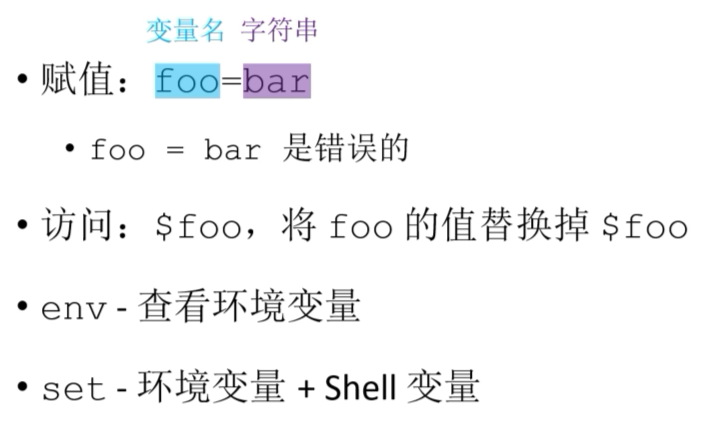 变量名 字符串
• 赋值：foo=bar
• foo = bar 是错误的
• 访问：$foo，将 foo 的值替换掉 $foo
• env - 查看环境变量
• set - 环境变量 + Shell 变量